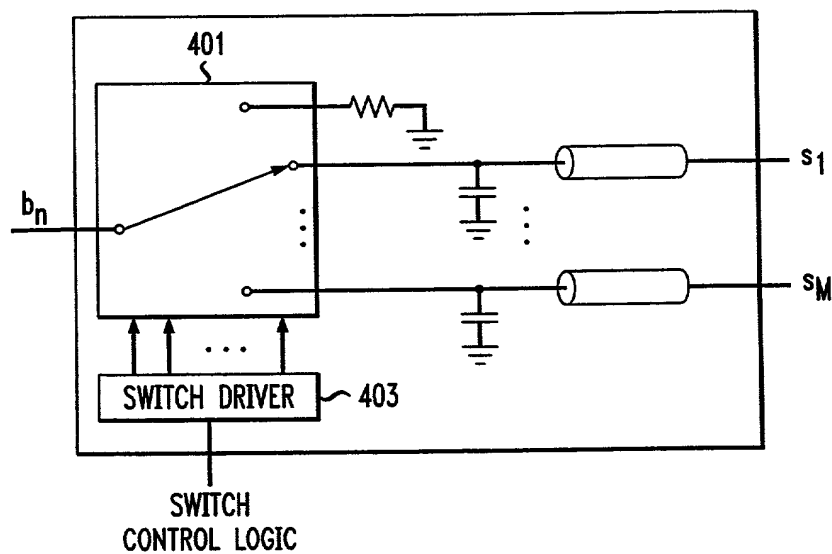 401
b_n
s_1
s_M
SWITCH DRIVER
403
SWITCH
CONTROL LOGIC